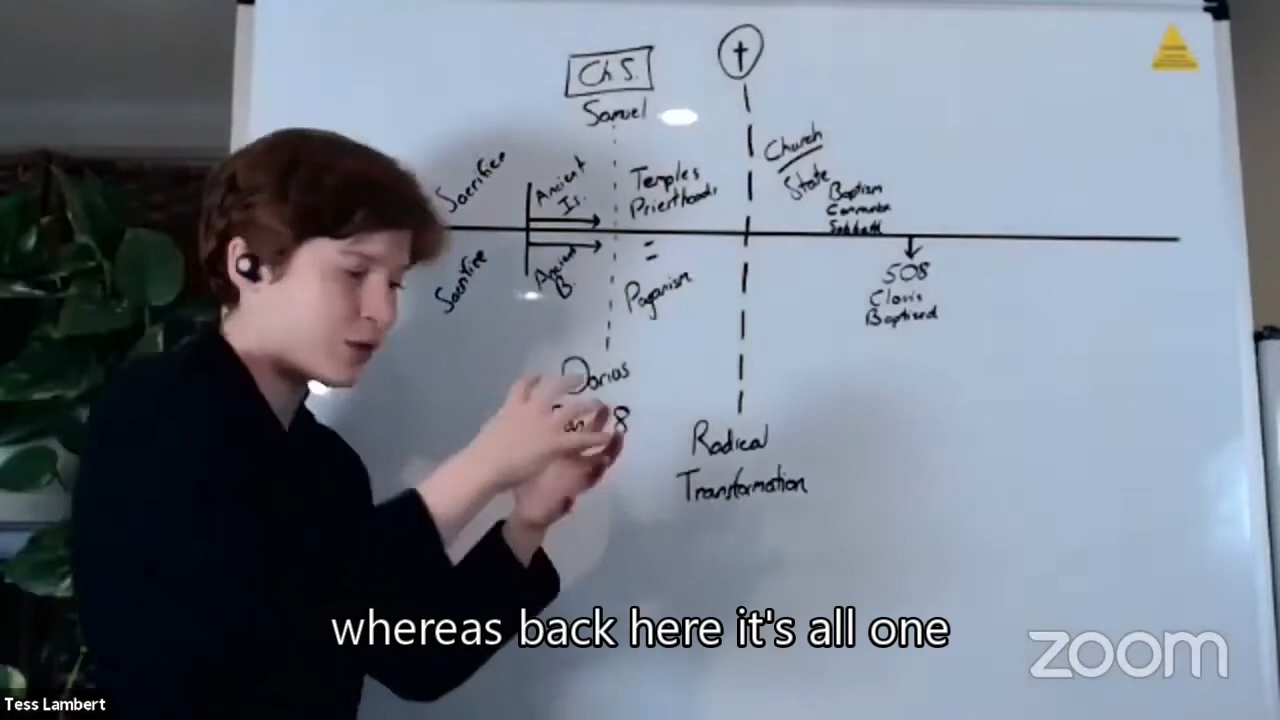 Ch S.
Samuel
Sacrifice
Ancient
Is.
Temples
Priesthoods
=
Paganism
Church
State
Baptism
Communion
Sabbath
Sacrifice
Ancient
B.
508
Clovis
Baptised
Darius
8
Radical
Transformation
whereas back here it's all one
zoom
Tess Lambert